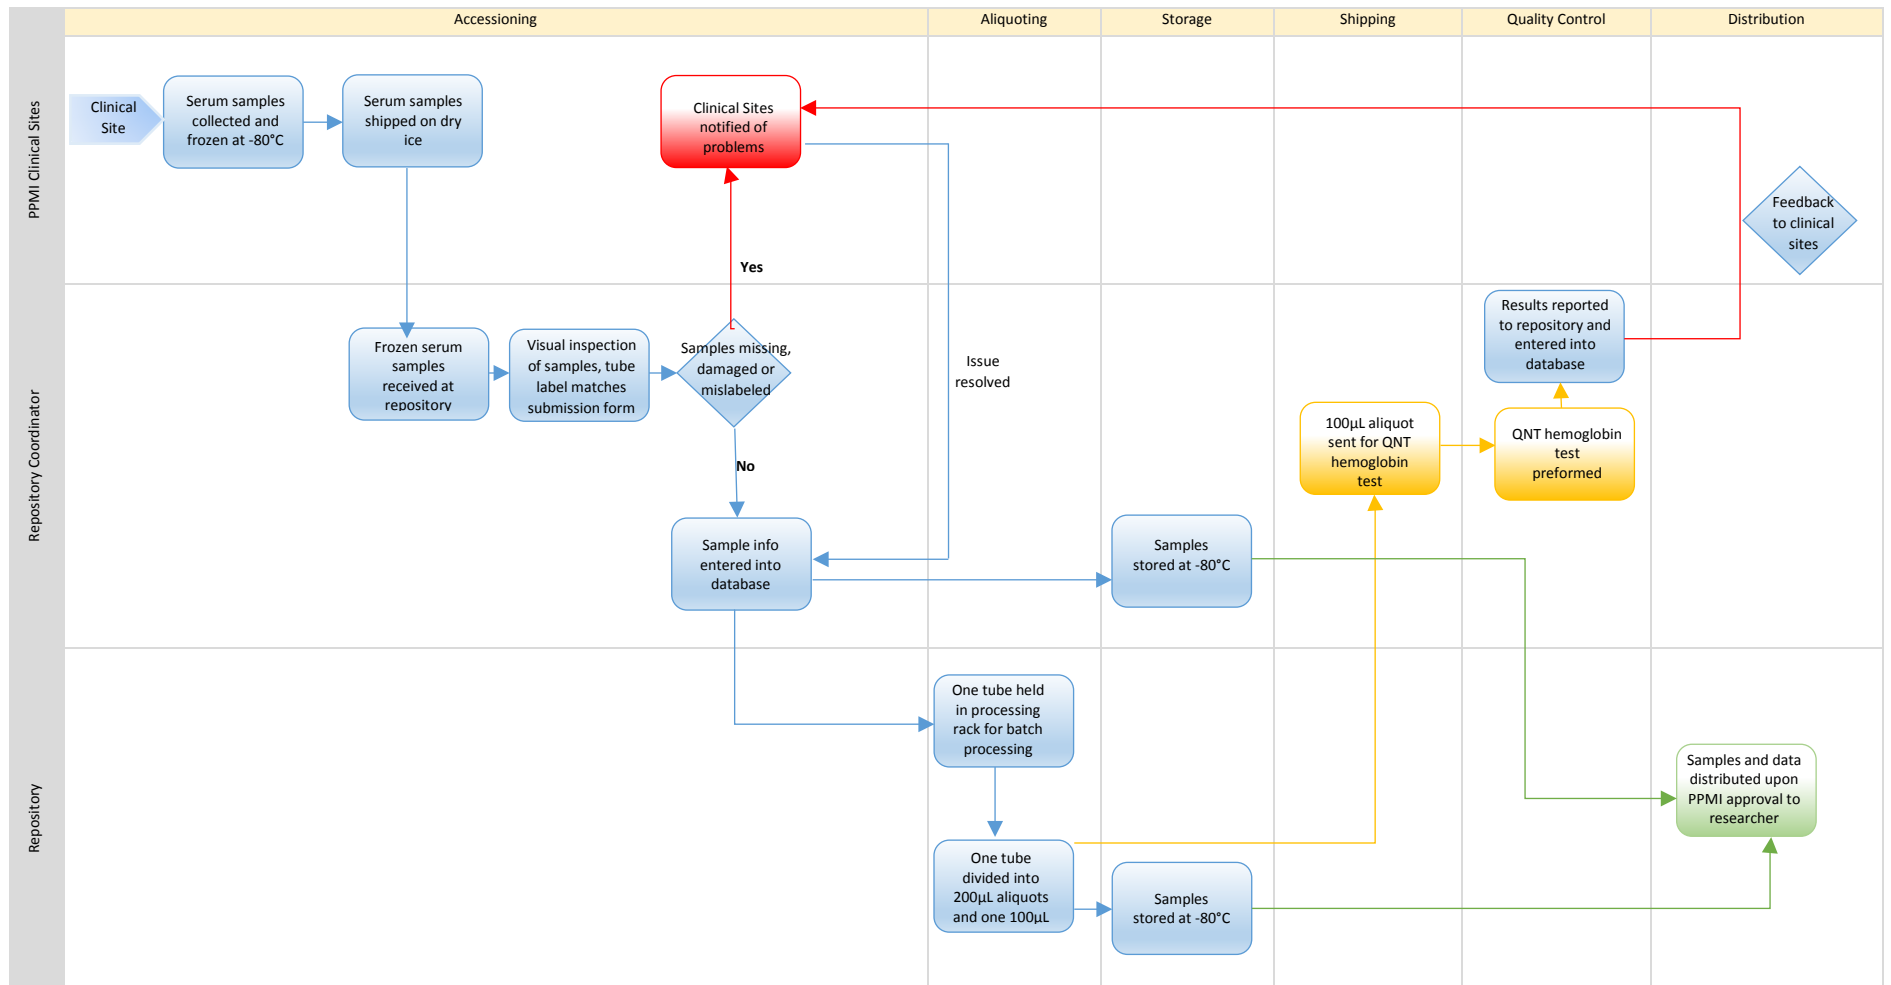 Accessioning
Aliquoting
Storage
Shipping
Quality Control
Distribution
PPMI Clinical Sites
Clinical
Site
Serum samples
collected and
frozen at -80°C
Serum samples
shipped on dry
ice
Clinical Sites
notified of
problems
Feedback
to clinical
sites
Yes
Repository Coordinator
Frozen serum
samples
received at
repository
Visual inspection
of samples, tube
label matches
submission form
Samples missing,
damaged or
mislabeled
Issue
resolved
Results reported
to repository and
entered into
database
100µL aliquot
sent for QNT
hemoglobin
test
QNT hemoglobin
test
preformed
No
Sample info
entered into
database
Samples
stored at -80°C
Repository
One tube held
in processing
rack for batch
processing
Samples and data
distributed upon
PPMI approval to
researcher
One tube
divided into
200µL aliquots
and one 100µL
Samples
stored at -80°C